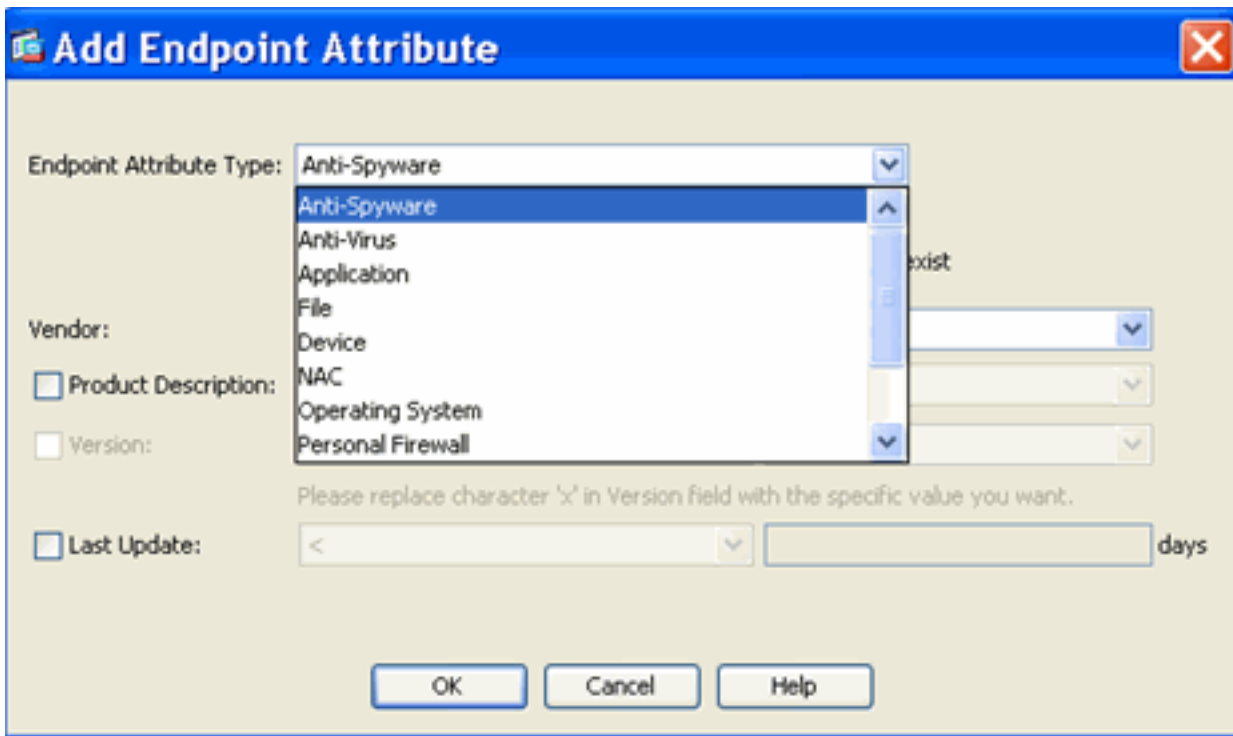 Add Endpoint Attribute
Endpoint Attribute Type: Anti-Spyware
Anti-Spyware
Anti-Virus
Application
exist
File
Vendor:
Device
Product Description:
NAC
Operating System
Version:
Personal Firewall
Please replace character 'x' in Version field with the specific value you want.
Last Update: < days
OK Cancel Help